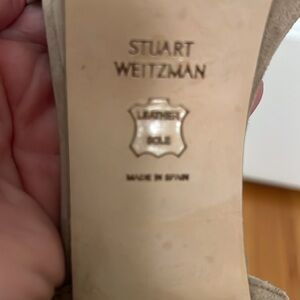 STUART
WEITZMAN
LEATHER
SOLE
MADE IN SPAIN